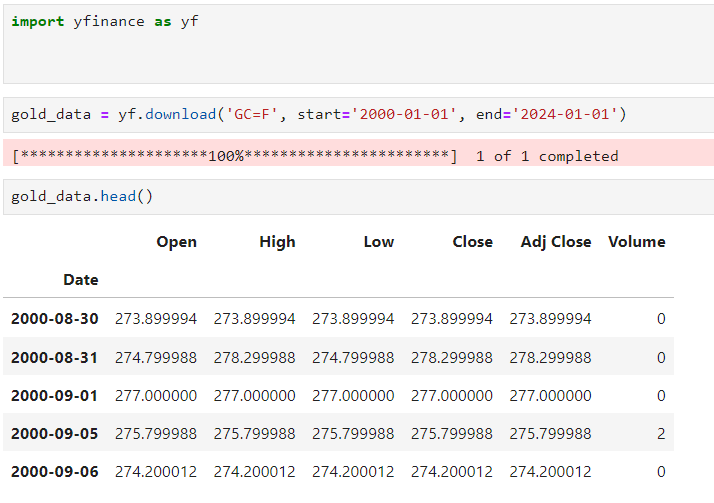 import yfinance as yf
gold_data = yf.download('GC=F', start='2000-01-01', end='2024-01-01')
[*********************100%***********************]  1 of 1 completed
gold_data.head()
Open High Low Close Adj Close Volume
Date
2000-08-30 273.899994 273.899994 273.899994 273.899994 273.899994 0
2000-08-31 274.799988 278.299988 274.799988 278.299988 278.299988 0
2000-09-01 277.000000 277.000000 277.000000 277.000000 277.000000 0
2000-09-05 275.799988 275.799988 275.799988 275.799988 275.799988 2
2000-09-06 274.200012 274.200012 274.200012 274.200012 274.200012 0